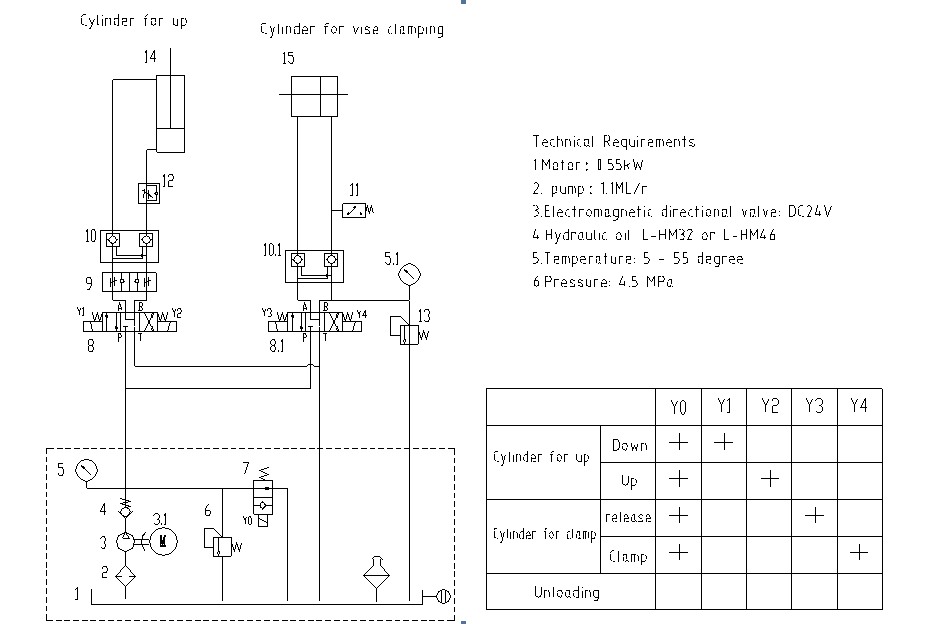 Cylinder for up
Cylinder for vise clamping
14
15
12
11
10
10.1
5.1
9
A B
A B
Y1
Y2
Y3
Y4
13
8
P T
8.1
P T
5
7
4
3.1
6
Y0
3
M
2
1
Technical Requirements
1 Motor: 0 55kW
2. pump: 1.1ML/r
3.Electromagnetic directional valve: DC24V
4 Hydraulic oil L-HM32 or L-HM46
5.Temperature: 5 - 55 degree
6 Pressure: 4.5 MPa
Y0 Y1 Y2 Y3 Y4
Cylinder for up
Down + +
Up + +
Cylinder for clamp
release + +
Clamp + +
Unloading